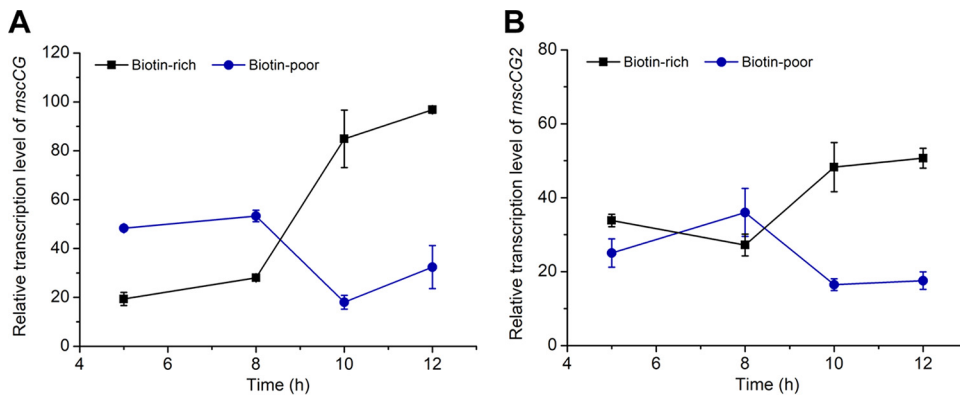 A
Relative transcription level of mscCG
120
100
80
60
40
20
0
Biotin-rich Biotin-poor
4 6 8 10 12
Time (h)
B
Relative transcription level of mscCG2
80
60
40
20
0
Biotin-rich Biotin-poor
4 6 8 10 12
Time (h)